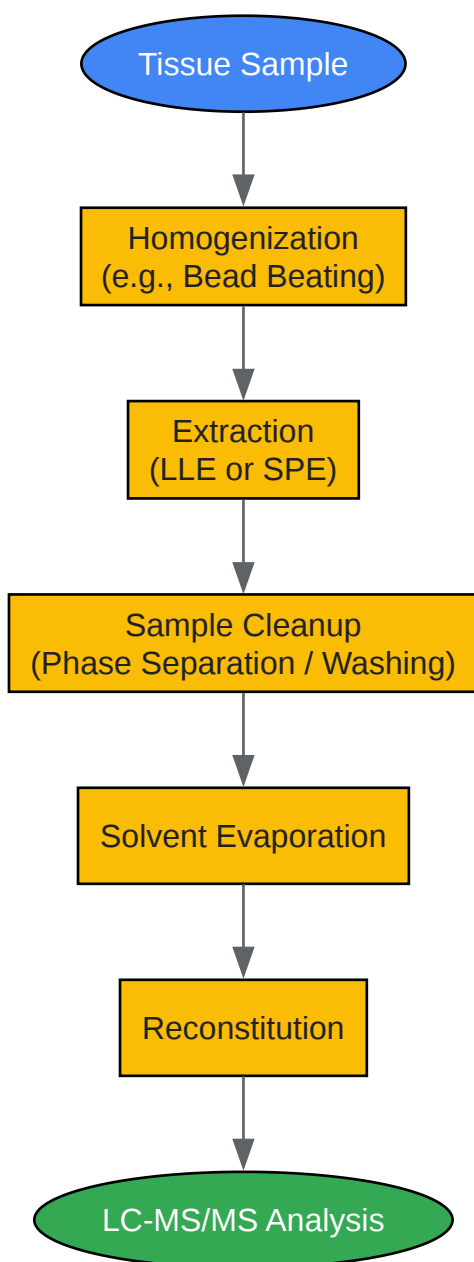 Tissue Sample
Homogenization
(e.g., Bead Beating)
Extraction
(LLE or SPE)
Sample Cleanup
(Phase Separation / Washing)
Solvent Evaporation
Reconstitution
LC-MS/MS Analysis